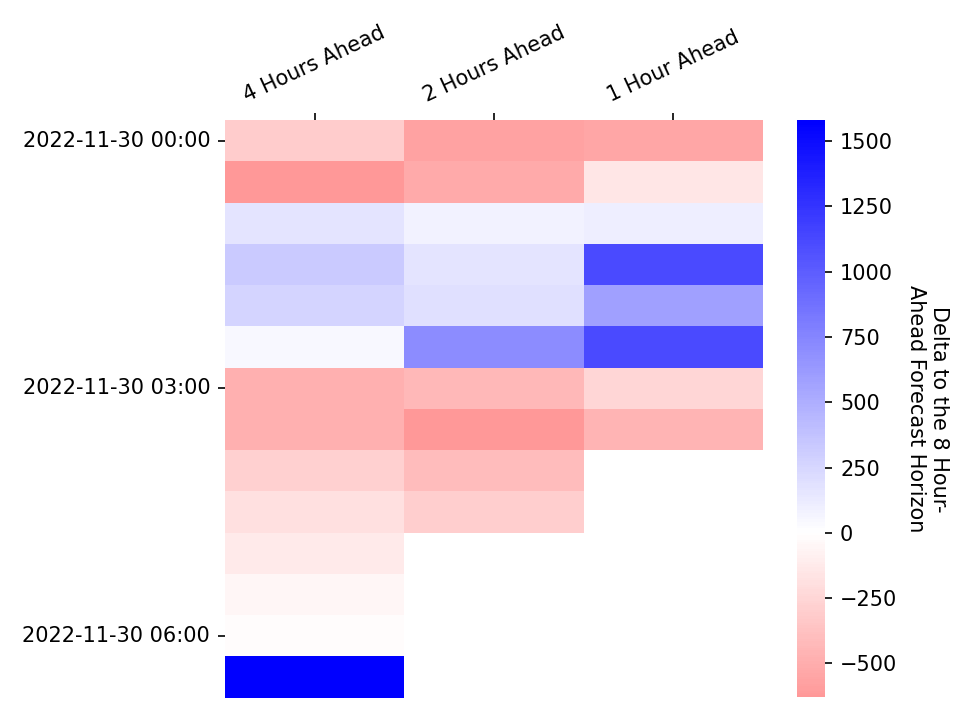 4 Hours Ahead
2 Hours Ahead
1 Hour Ahead
2022-11-30 00:00
2022-11-30 03:00
2022-11-30 06:00
1500
1250
1000
750
500
250
0
−250
−500
Delta to the 8 Hour-
Ahead Forecast Horizon